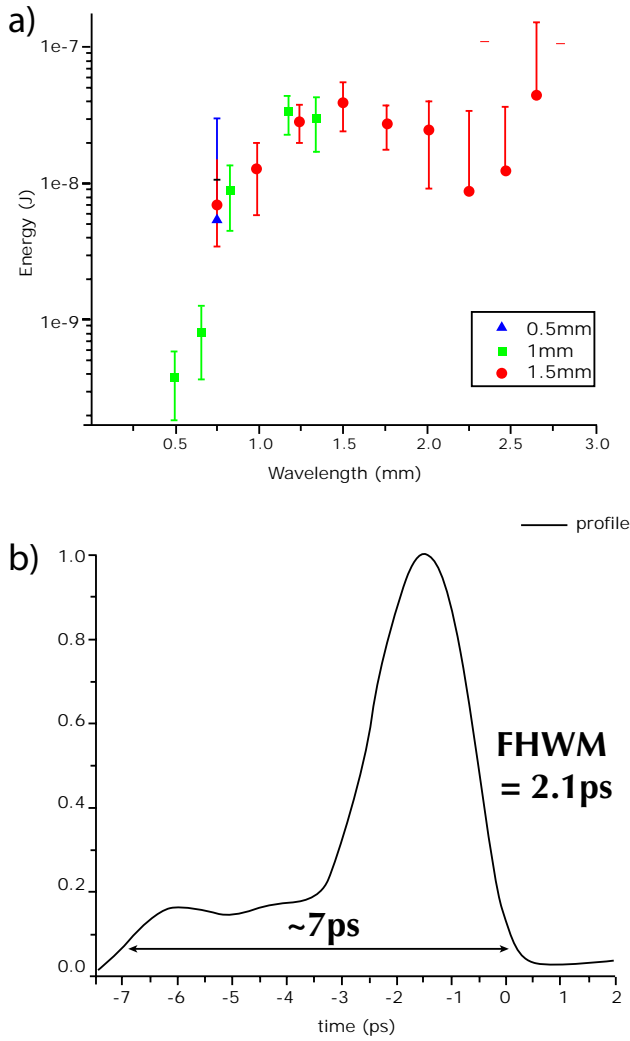 a)
1e-7
1e-8
1e-9
Energy (J)
0.5mm
1mm
1.5mm
0.5
1.0
1.5
2.0
2.5
3.0
Wavelength (mm)
profile
b)
1.0
0.8
0.6
0.4
0.2
0.0
FHWM
= 2.1ps
~7ps
-7
-6
-5
-4
-3
-2
-1
0
1
2
time (ps)